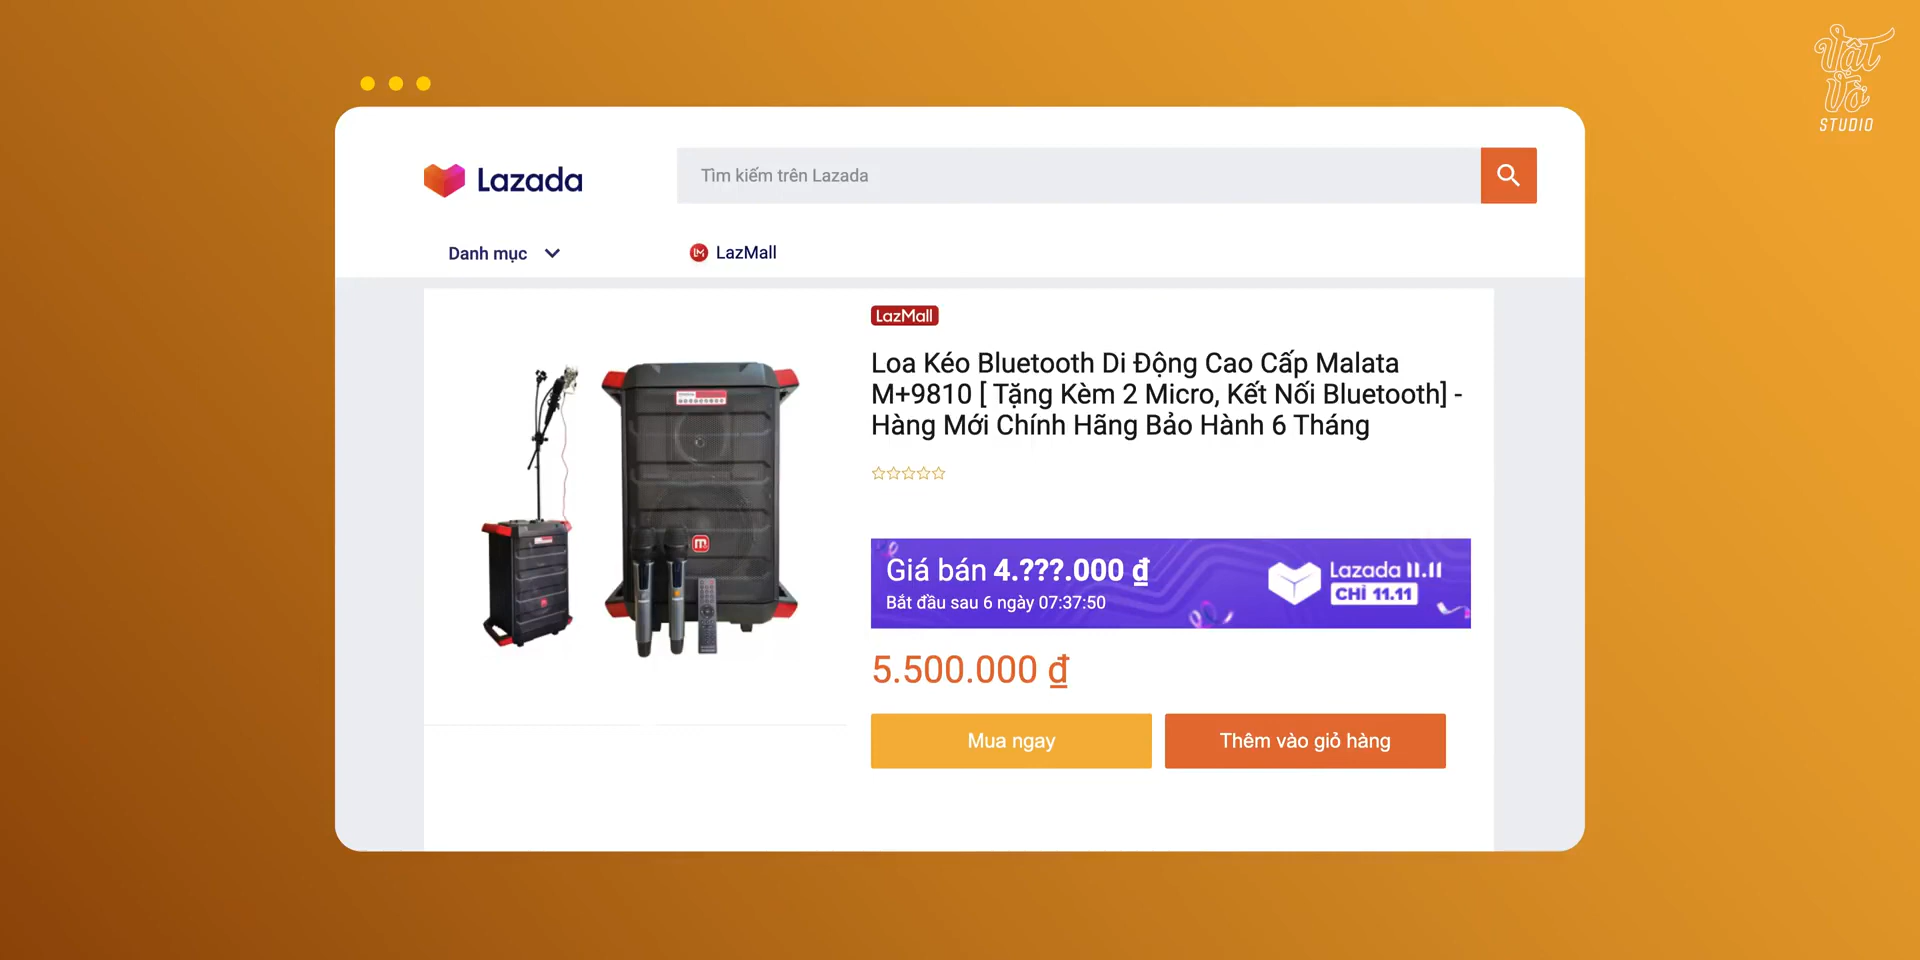 Vật
Vờ
STUDIO
Lazada
Tìm kiếm trên Lazada
Danh mục
LM LazMall
LazMall
Loa Kéo Bluetooth Di Động Cao Cấp Malata
M+9810 [ Tặng Kèm 2 Micro, Kết Nối Bluetooth] -
Hàng Mới Chính Hãng Bảo Hành 6 Tháng
Giá bán 4.???.000 ₫
Bắt đầu sau 6 ngày 07:37:50
Lazada 11.11
CHỈ 11.11
5.500.000 ₫
Mua ngay
Thêm vào giỏ hàng